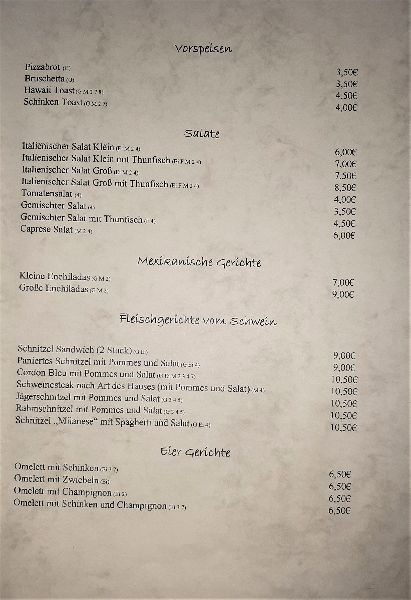 Vorspeisen
Pizzabrot 3,50€
Bruschetta 3,50€
Hawaii Toast 4,50€
Schinken Toast 4,00€
Salate
Italienischer Salat Klein 6,00€
Italienischer Salat Klein mit Thunfisch 7,00€
Italienischer Salat Groß 7,50€
Italienischer Salat Groß mit Thunfisch 8,50€
Tomatensalat 4,00€
Gemischter Salat 3,50€
Gemischter Salat mit Thunfisch 4,50€
Caprese Salat 6,00€
Mexikanische Gerichte
Kleine Enchiladas 7,00€
Große Enchiladas 9,00€
Fleischgerichte vom Schwein
Schnitzel Sandwich (2 Stück) 9,00€
Paniertes Schnitzel mit Pommes und Salat 9,00€
Cordon Bleu mit Pommes und Salat 10,50€
Schweinesteak nach Art des Hauses (mit Pommes und Salat) 10,50€
Jägerschnitzel mit Pommes und Salat 10,50€
Rahmschnitzel mit Pommes und Salat 10,50€
Schnitzel „Milanese" mit Spaghetti und Salat 10,50€
Eier Gerichte
Omelett mit Schinken 6,50€
Omelett mit Zwiebeln 6,50€
Omelett mit Champignon 6,50€
Omelett mit Schinken und Champignon 6,50€